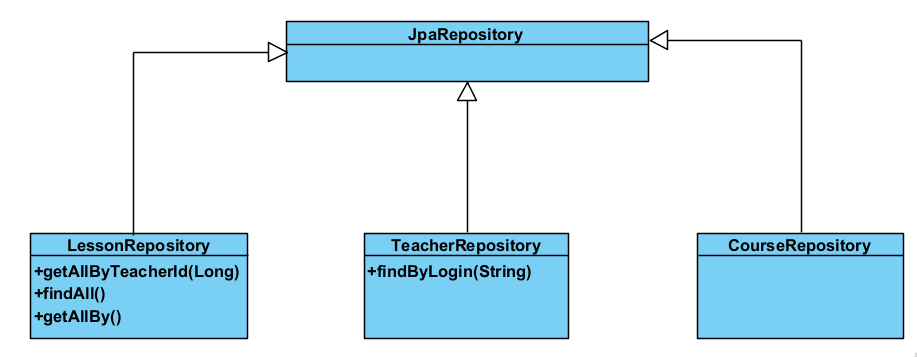 JpaRepository
LessonRepository
+getAllByTeacherId(Long)
+findAll()
+getAllBy()
TeacherRepository
+findByLogin(String)
CourseRepository